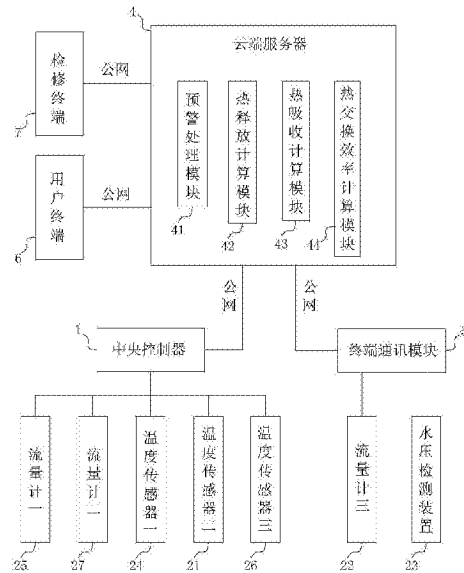 4
云端服务器
检修终端
7
公网
用户终端
6
公网
预警处理模块
41
热释放计算模块
42
热吸收计算模块
43
热交换效率计算模块
44
公网
公网
1
中央控制器
终端通讯模块
3
流量计一
25
流量计二
27
温度传感器一
24
温度传感器二
21
温度传感器三
26
流量计三
22
水压检测装置
23